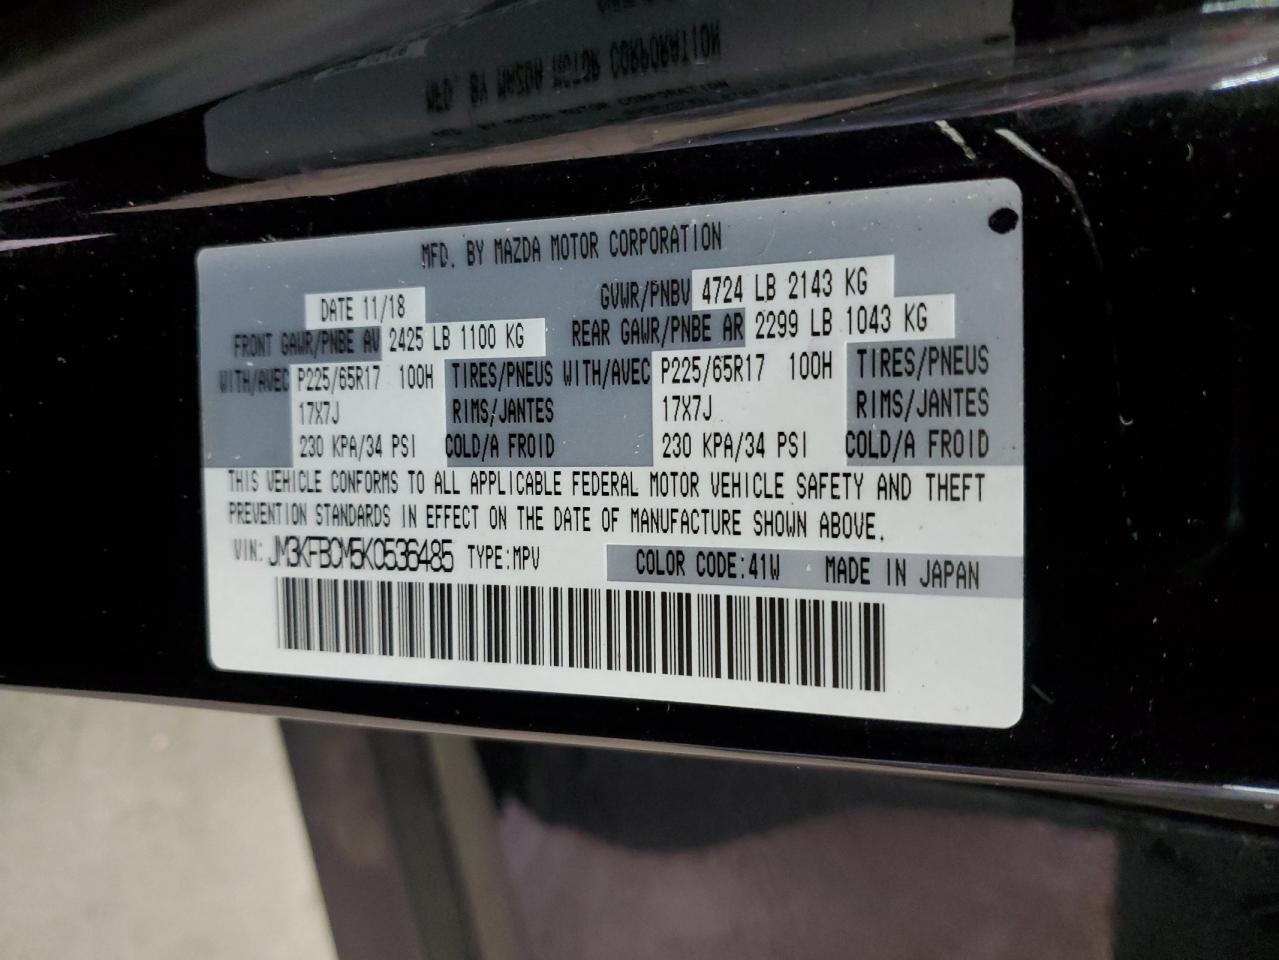 MFD. BY MAZDA MOTOR CORPORATION
DATE 11/18 GVWR/PNBV 4724 LB 2143 KG
FRONT GAWR/PNBE AV 2425 LB 1100 KG REAR GAWR/PNBE AR 2299 LB 1043 KG
WITH/AVEC P225/65R17 100H TIRES/PNEUS WITH/AVEC P225/65R17 100H TIRES/PNEUS
17X7J RIMS/JANTES 17X7J RIMS/JANTES
230 KPA/34 PSI COLD/A FROID 230 KPA/34 PSI COLD/A FROID
THIS VEHICLE CONFORMS TO ALL APPLICABLE FEDERAL MOTOR VEHICLE SAFETY AND THEFT
PREVENTION STANDARDS IN EFFECT ON THE DATE OF MANUFACTURE SHOWN ABOVE.
VIN: JM3KFBCM5K0536485 TYPE:MPV COLOR CODE:41W MADE IN JAPAN